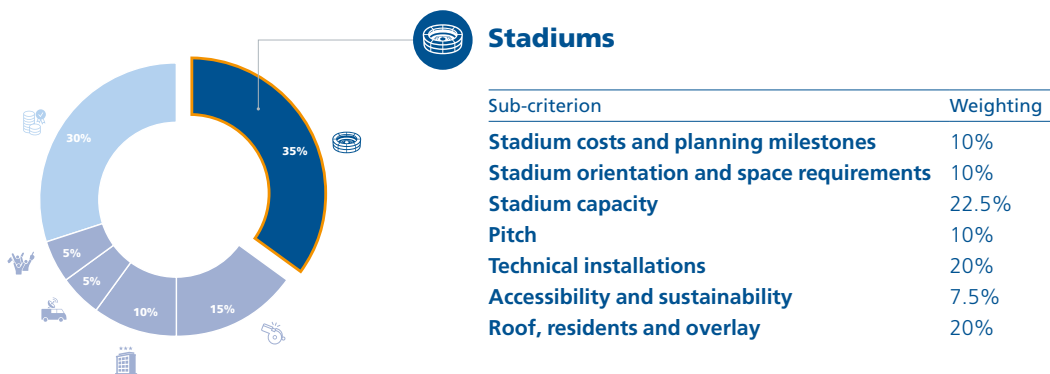 Stadiums
Sub-criterion Weighting
Stadium costs and planning milestones 10%
Stadium orientation and space requirements 10%
Stadium capacity 22.5%
Pitch 10%
Technical installations 20%
Accessibility and sustainability 7.5%
Roof, residents and overlay 20%
30%
35%
5%
5%
10%
15%